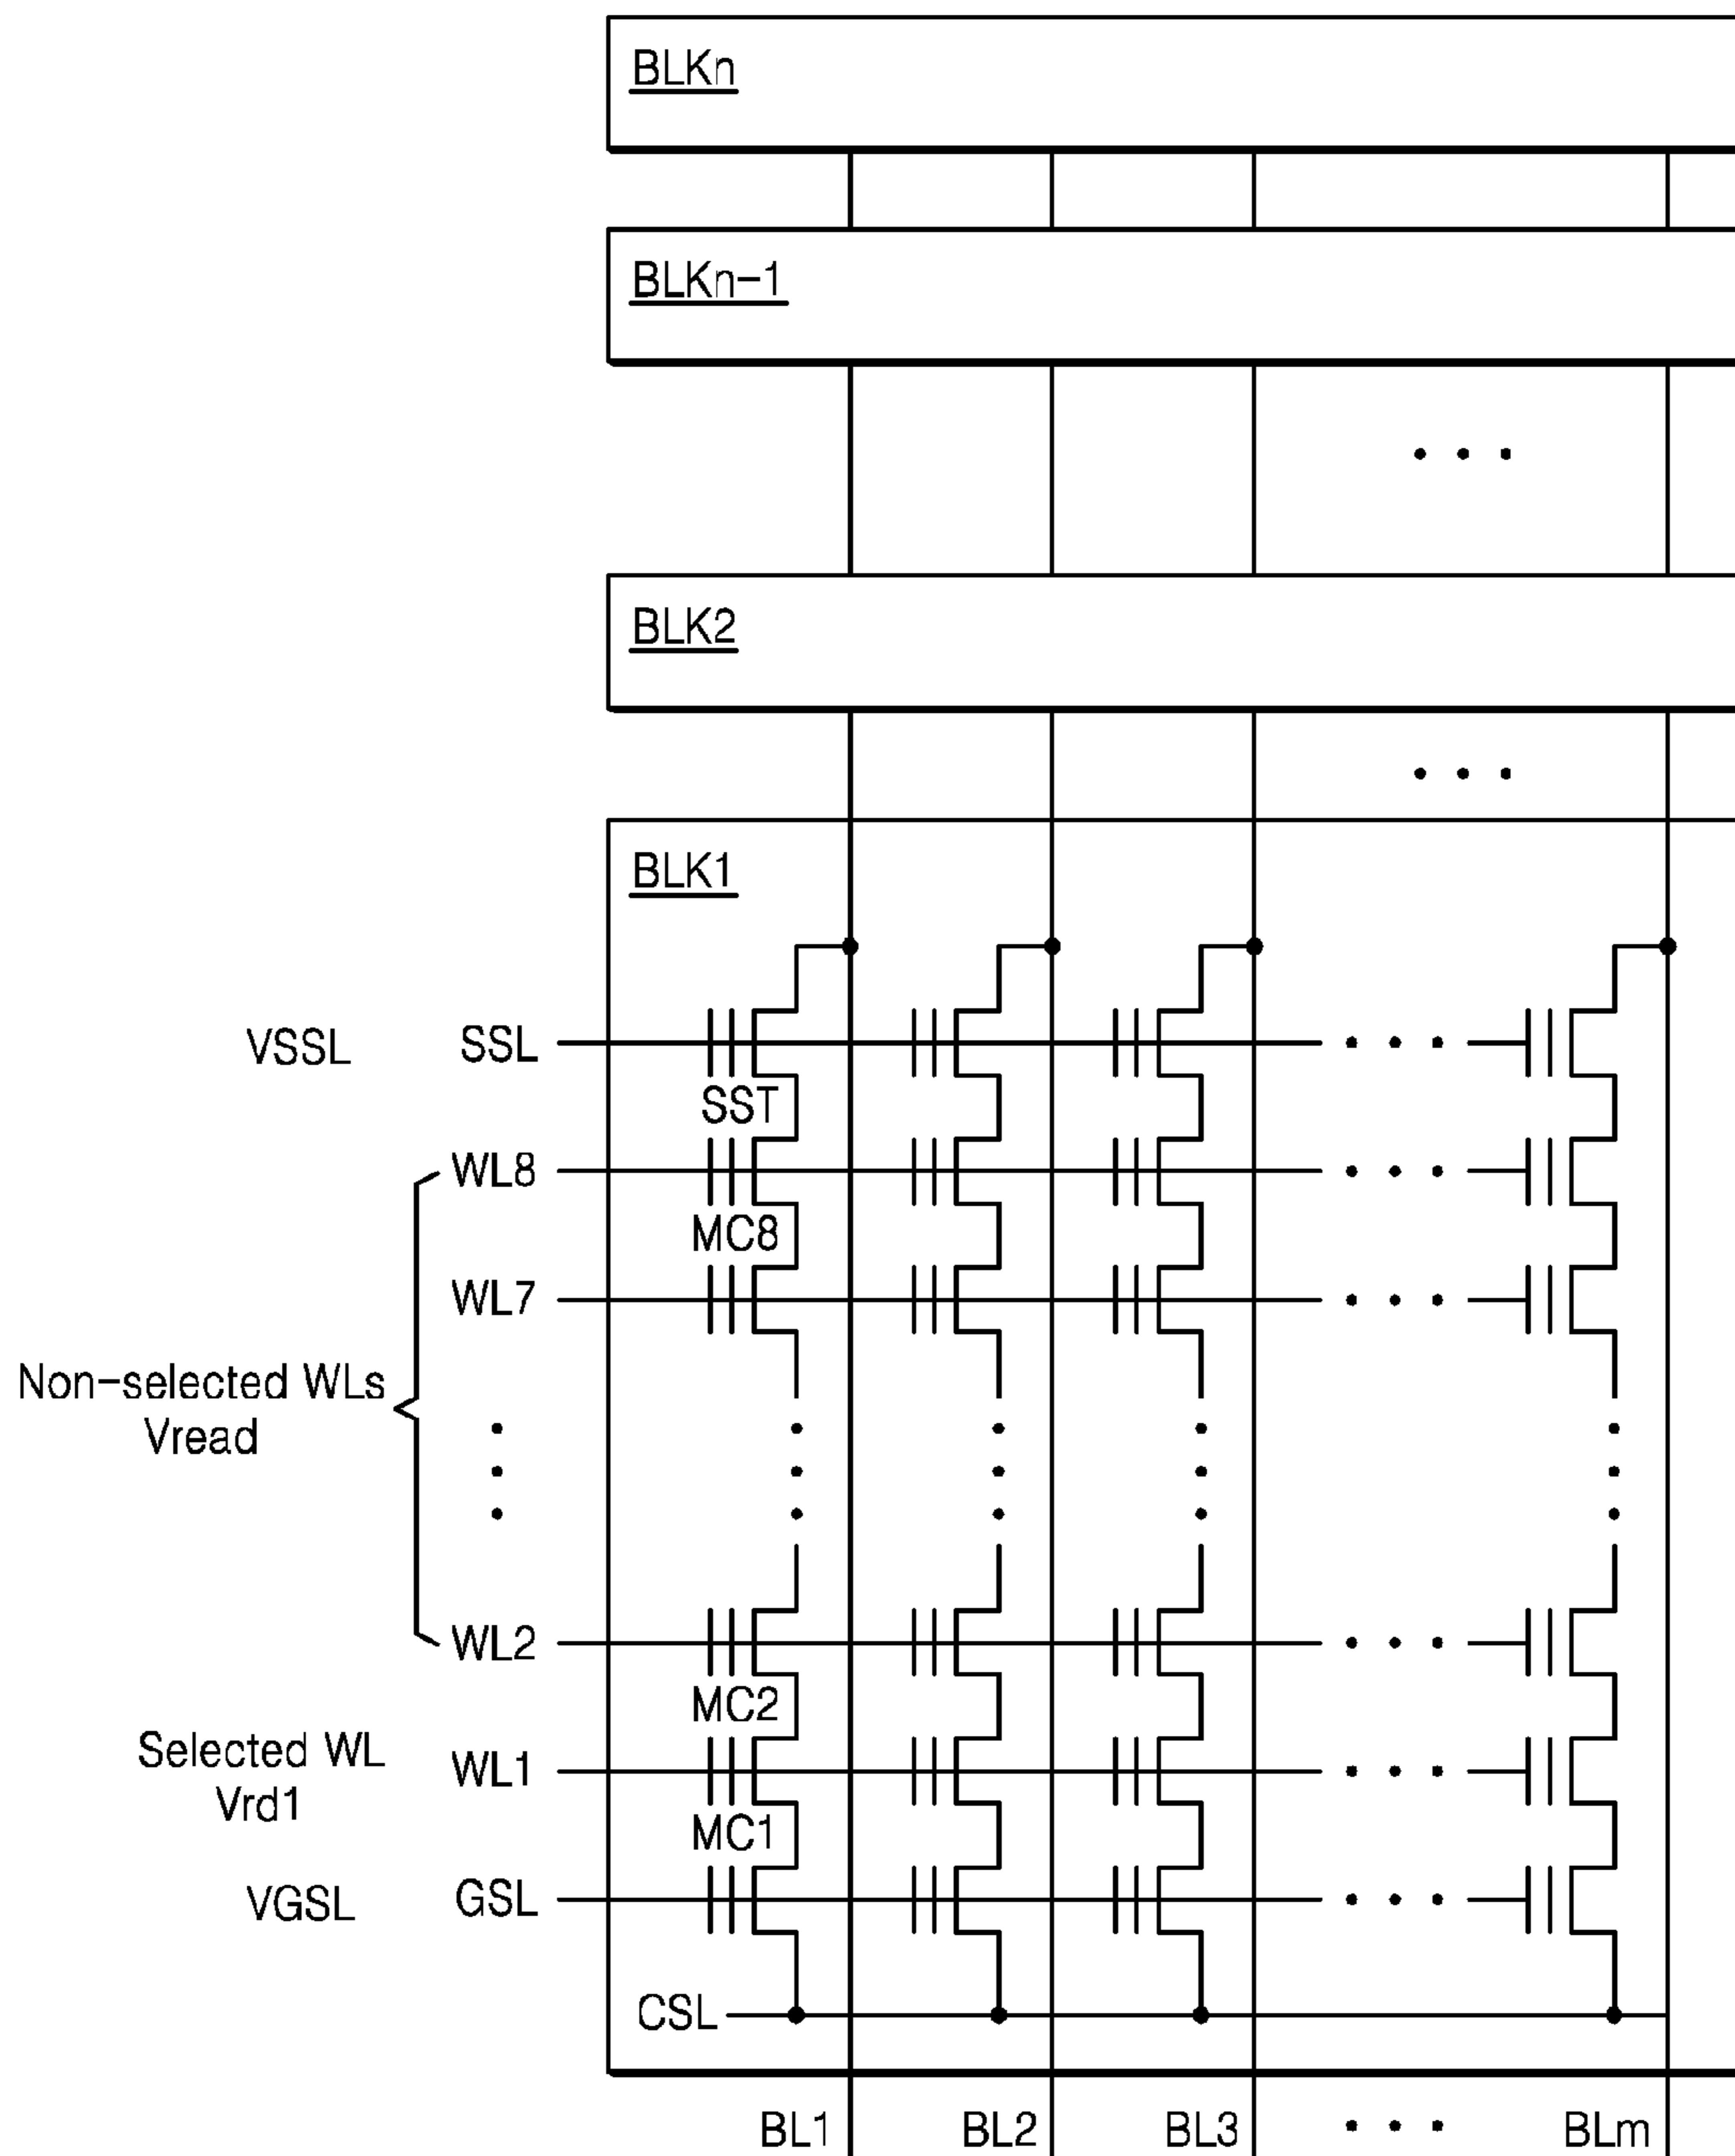 BLKn
BLKn-1
BLK2
BLK1
VSSL SSL
SST
WL8
MC8
WL7
Non-selected WLs
Vread
WL2
MC2
Selected WL
Vrd1
WL1
MC1
VGSL GSL
CSL
BL1 BL2 BL3 ··· BLm